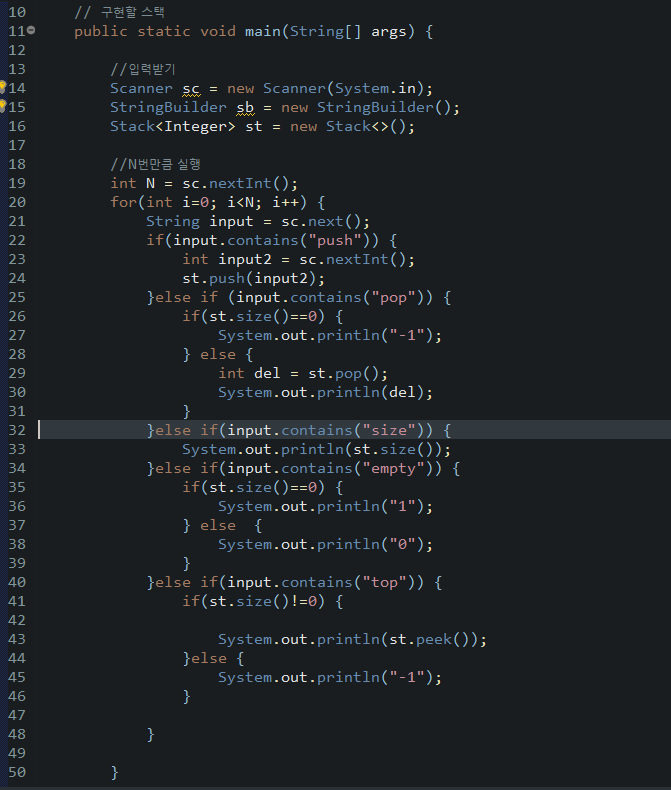 10    // 구현할 스택
11    public static void main(String[] args) {
12
13        //입력받기
14        Scanner sc = new Scanner(System.in);
15        StringBuilder sb = new StringBuilder();
16        Stack<Integer> st = new Stack<>();
17
18        //N번만큼 실행
19        int N = sc.nextInt();
20        for(int i=0; i<N; i++) {
21            String input = sc.next();
22            if(input.contains("push")) {
23                int input2 = sc.nextInt();
24                st.push(input2);
25            }else if (input.contains("pop")) {
26                if(st.size()==0) {
27                    System.out.println("-1");
28                } else {
29                    int del = st.pop();
30                    System.out.println(del);
31                }
32            }else if(input.contains("size")) {
33                System.out.println(st.size());
34            }else if(input.contains("empty")) {
35                if(st.size()==0) {
36                    System.out.println("1");
37                } else  {
38                    System.out.println("0");
39                }
40            }else if(input.contains("top")) {
41                if(st.size()!=0) {
42
43                    System.out.println(st.peek());
44                }else {
45                    System.out.println("-1");
46                }
47
48            }
49
50        }